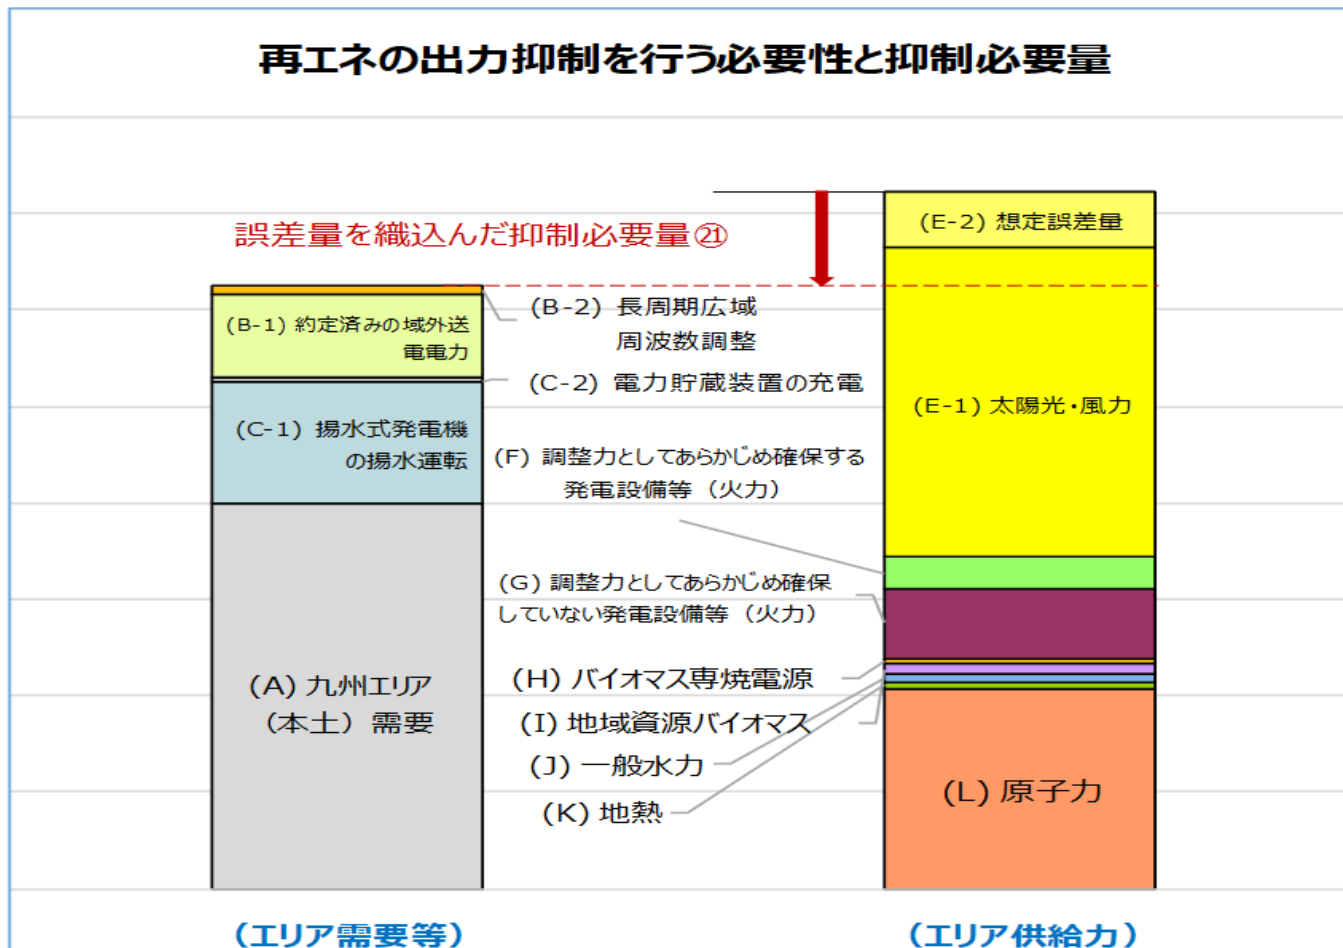 再エネの出力抑制を行う必要性と抑制必要量
誤差量を織込んだ抑制必要量㉑
(E-2) 想定誤差量
(B-2) 長周期広域
周波数調整
(B-1) 約定済みの域外送
電電力
(C-2) 電力貯蔵装置の充電
(E-1) 太陽光・風力
(C-1) 揚水式発電機
の揚水運転
(F) 調整力としてあらかじめ確保する
発電設備等（火力）
(G) 調整力としてあらかじめ確保
していない発電設備等（火力）
(A) 九州エリア
（本土）需要
(H) バイオマス専焼電源
(I) 地域資源バイオマス
(J) 一般水力
(K) 地熱
(L) 原子力
（エリア需要等）
（エリア供給力）